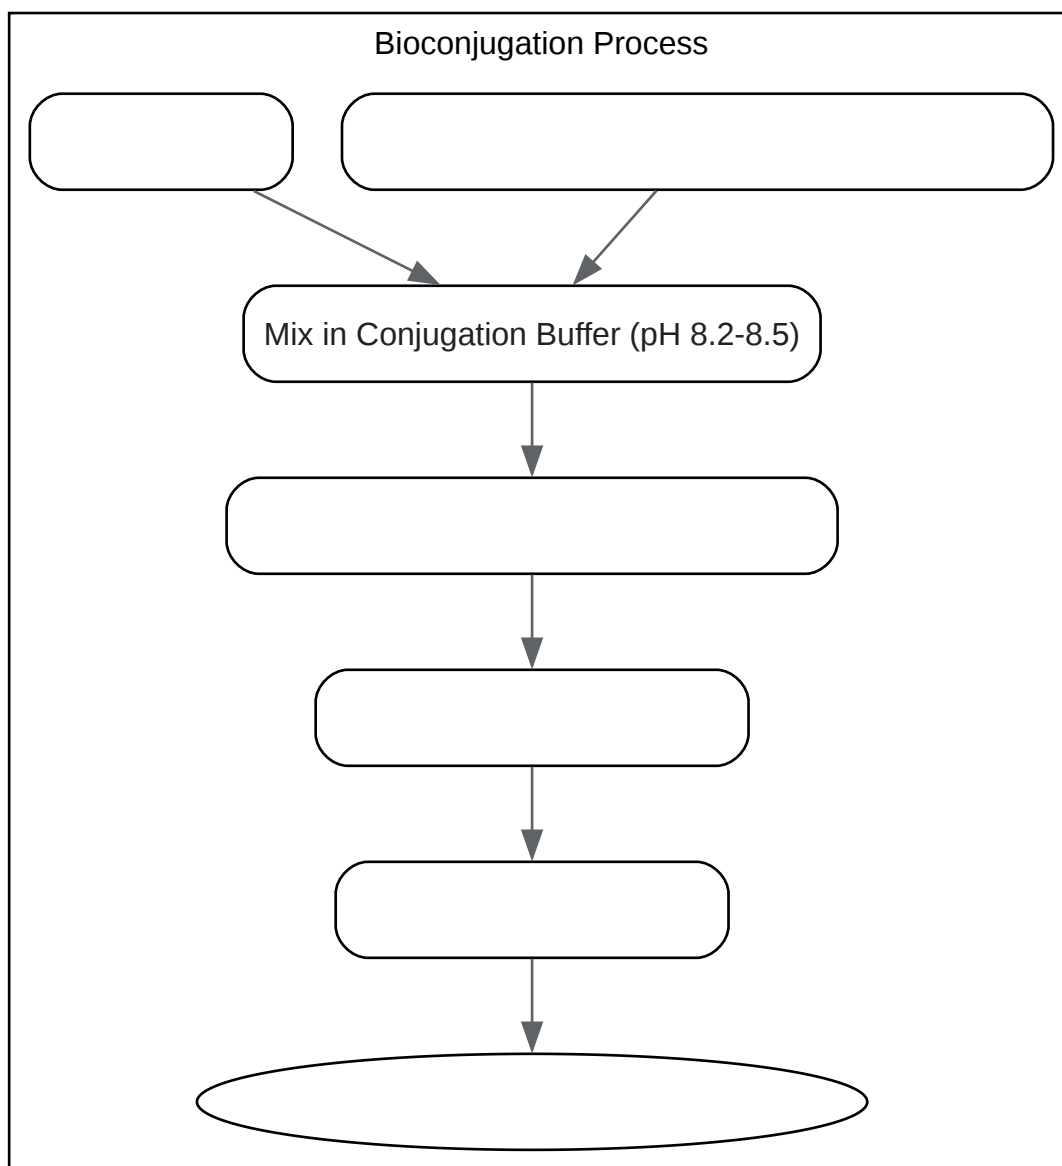 Bioconjugation Process
Mix in Conjugation Buffer (pH 8.2-8.5)